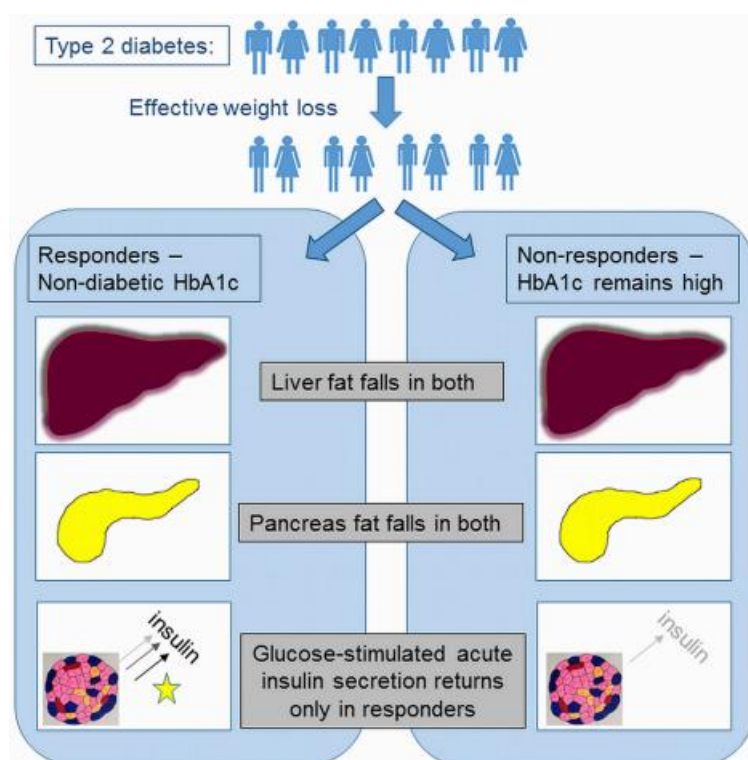 Type 2 diabetes:
Effective weight loss
Responders –
Non-diabetic HbA1c
Non-responders –
HbA1c remains high
Liver fat falls in both
Pancreas fat falls in both
insulin
Glucose-stimulated acute
insulin secretion returns
only in responders
insulin